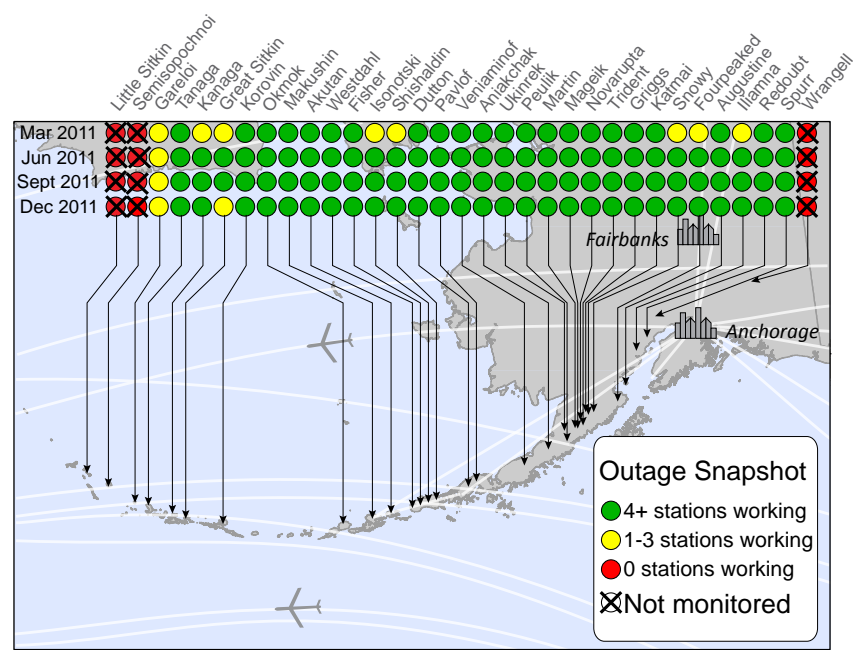 Little Sitkin
Semisopochnoi
Gareloi
Tanaga
Kanaga
Great Sitkin
Korovin
Okmok
Makushin
Akutan
Westdahl
Fisher
Isonotski
Shishaldin
Dutton
Pavlof
Veniaminof
Aniakchak
Ukinrek
Peulik
Martin
Mageik
Novarupta
Trident
Griggs
Katmai
Snowy
Fourpeaked
Augustine
Iliamna
Redoubt
Spurr
Wrangell
Mar 2011
Jun 2011
Sept 2011
Dec 2011
Fairbanks
Anchorage
Outage Snapshot
4+ stations working
1-3 stations working
0 stations working
Not monitored